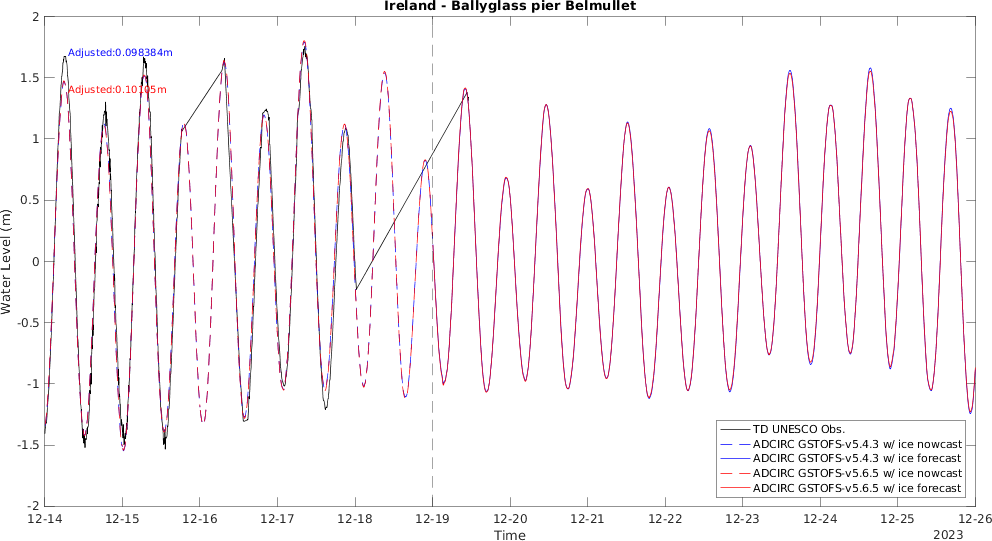 Ireland - Ballyglass pier Belmullet
Water Level (m)
2
1.5
1
0.5
0
-0.5
-1
-1.5
-2
Adjusted:0.098384m
Adjusted:0.10105m
TD UNESCO Obs.
ADCIRC GSTOFS-v5.4.3 w/ ice nowcast
ADCIRC GSTOFS-v5.4.3 w/ ice forecast
ADCIRC GSTOFS-v5.6.5 w/ ice nowcast
ADCIRC GSTOFS-v5.6.5 w/ ice forecast
12-14 12-15 12-16 12-17 12-18 12-19 12-20 12-21 12-22 12-23 12-24 12-25 12-26
Time
2023